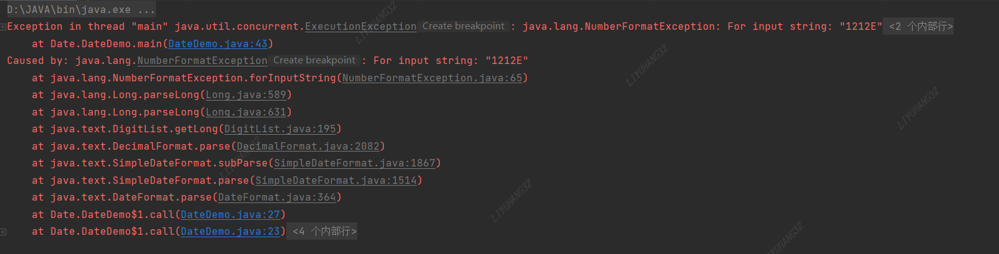 D:\JAVA\bin\java.exe ...
Exception in thread "main" java.util.concurrent.ExecutionException Create breakpoint : java.lang.NumberFormatException: For input string: "1212E" <2 个内部行>
at Date.DateDemo.main(DateDemo.java:43)
Caused by: java.lang.NumberFormatException Create breakpoint : For input string: "1212E"
at java.lang.NumberFormatException.forInputString(NumberFormatException.java:65)
at java.lang.Long.parseLong(Long.java:589)
at java.lang.Long.parseLong(Long.java:631)
at java.text.DigitList.getLong(DigitList.java:195)
at java.text.DecimalFormat.parse(DecimalFormat.java:2082)
at java.text.SimpleDateFormat.subParse(SimpleDateFormat.java:1867)
at java.text.SimpleDateFormat.parse(SimpleDateFormat.java:1514)
at java.text.DateFormat.parse(DateFormat.java:364)
at Date.DateDemo$1.call(DateDemo.java:27)
at Date.DateDemo$1.call(DateDemo.java:23) <4 个内部行>
LIYUHANG32
LIYUHANG32
LIYUHANG32
LIYUHANG32
LIYUHANG32
LIYUHANG32